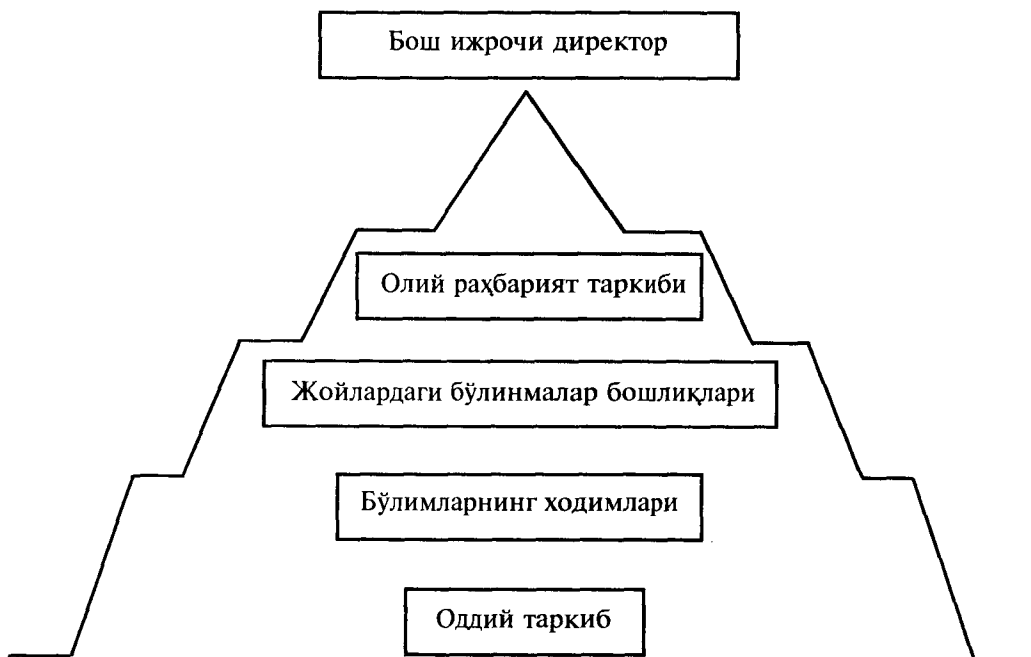 Бош ижрочи директор
Олий раҳбарият таркиби
Жойлардаги бўлинмалар бошлиқлари
Бўлимларнинг ходимлари
Оддий таркиб